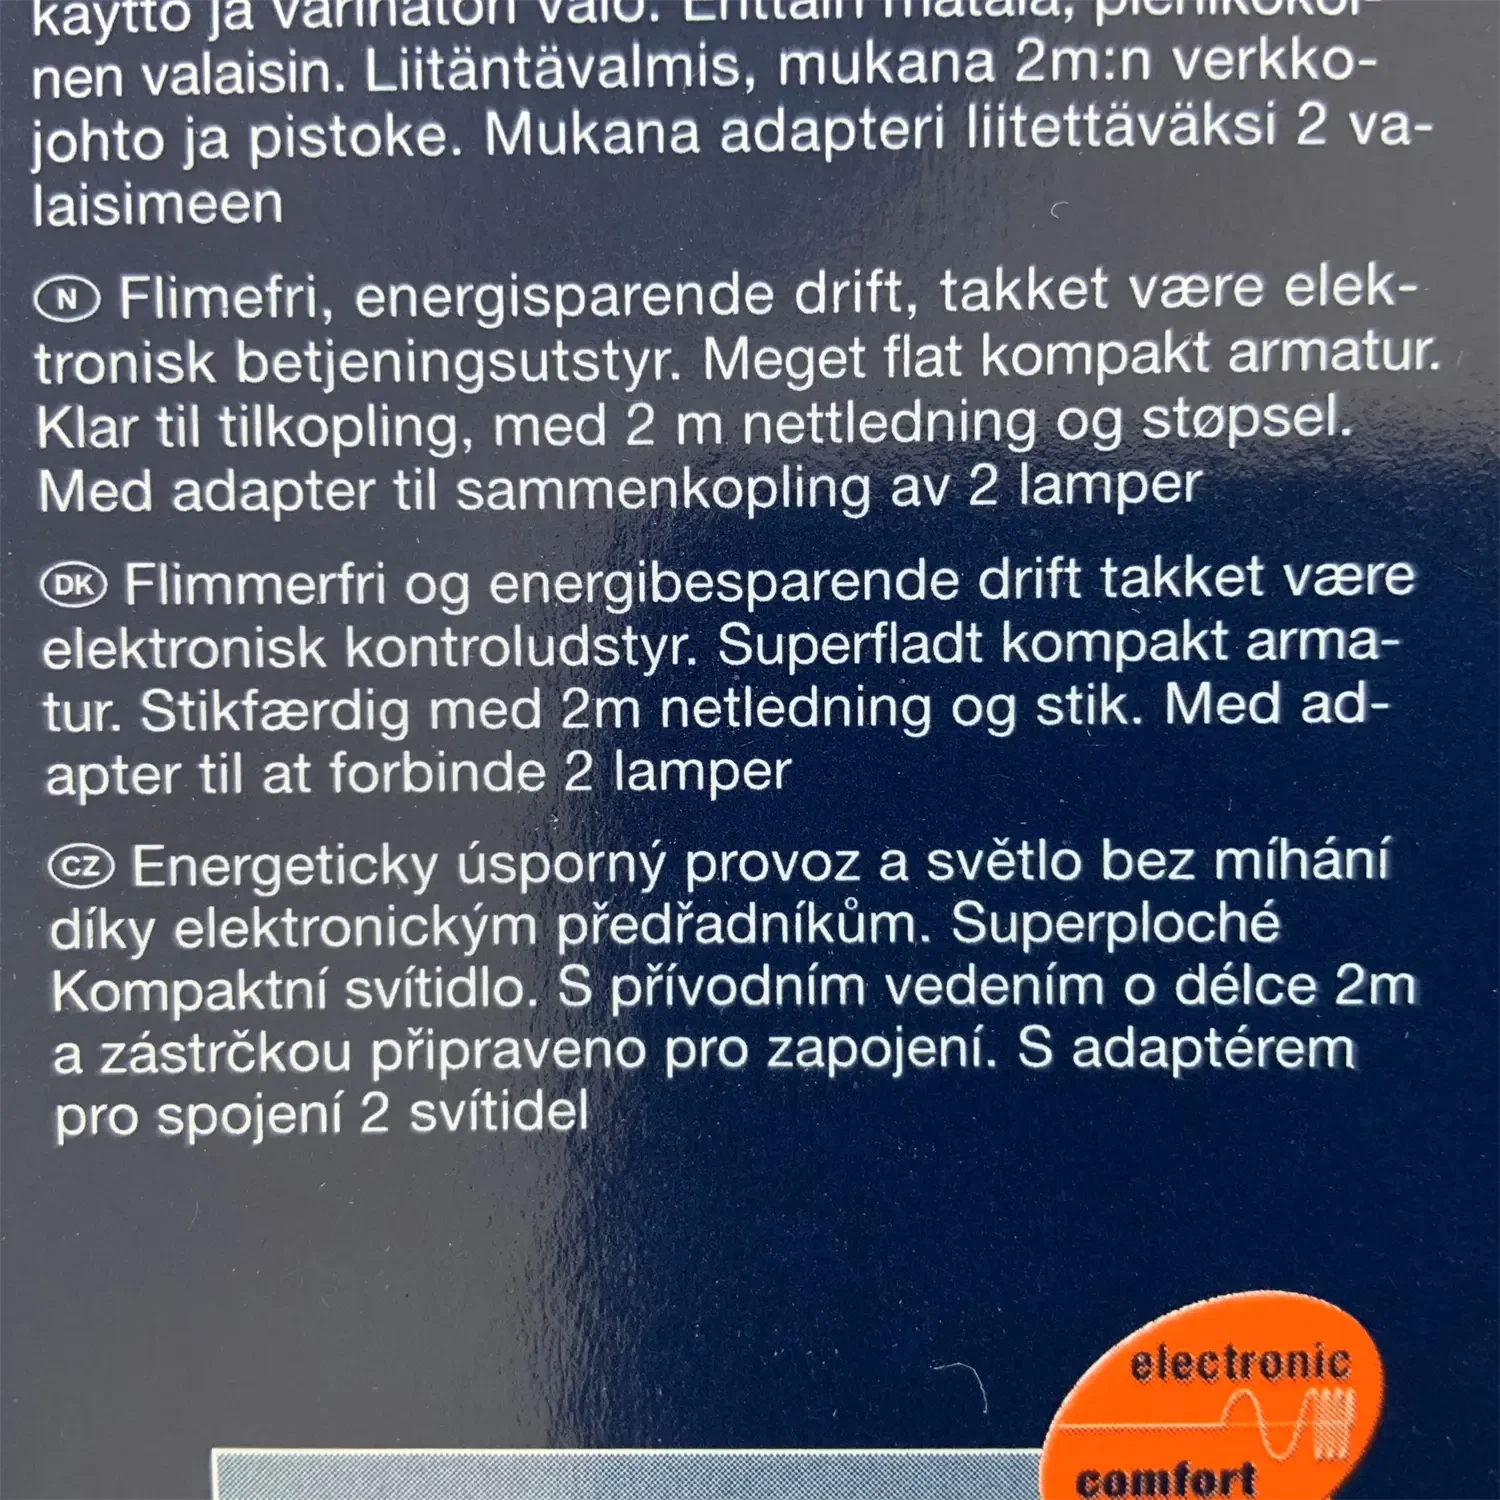 käyttö ja värinätön valo. Erittäin matala, pienikokoi-
nen valaisin. Liitäntävalmis, mukana 2m:n verkko-
johto ja pistoke. Mukana adapteri liitettäväksi 2 va-
laisimeen
N Flimefri, energisparende drift, takket være elek-
tronisk betjeningsutstyr. Meget flat kompakt armatur.
Klar til tilkopling, med 2 m nettledning og støpsel.
Med adapter til sammenkopling av 2 lamper
DK Flimmerfri og energibesparende drift takket være
elektronisk kontroludstyr. Superfladt kompakt arma-
tur. Stikfærdig med 2m netledning og stik. Med ad-
apter til at forbinde 2 lamper
CZ Energeticky úsporný provoz a světlo bez míhání
díky elektronickým předřadníkům. Superploché
Kompaktní svítidlo. S přívodním vedením o délce 2m
a zástrčkou připraveno pro zapojení. S adaptérem
pro spojení 2 svítidel
electronic
comfort